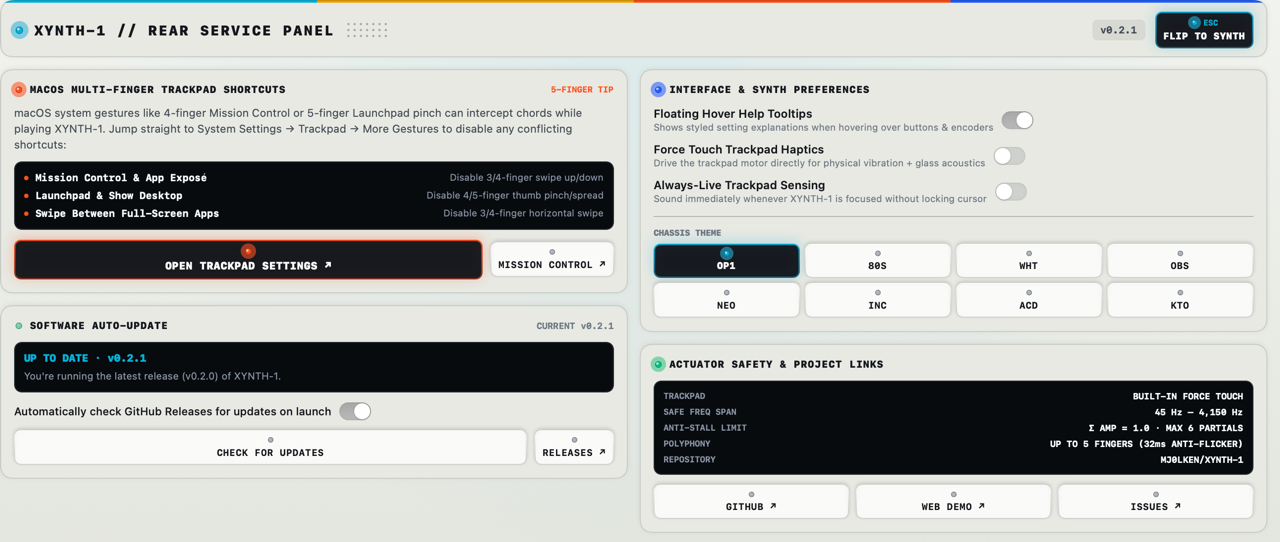 XYNTH-1 // REAR SERVICE PANEL
v0.2.1
ESC
FLIP TO SYNTH
MACOS MULTI-FINGER TRACKPAD SHORTCUTS
5-FINGER TIP
macOS system gestures like 4-finger Mission Control or 5-finger Launchpad pinch can intercept chords while
playing XYNTH-1. Jump straight to System Settings → Trackpad → More Gestures to disable any conflicting
shortcuts:
Mission Control & App Exposé
Disable 3/4-finger swipe up/down
Launchpad & Show Desktop
Disable 4/5-finger thumb pinch/spread
Swipe Between Full-Screen Apps
Disable 3/4-finger horizontal swipe
OPEN TRACKPAD SETTINGS ↗
MISSION CONTROL ↗
SOFTWARE AUTO-UPDATE
CURRENT v0.2.1
UP TO DATE · v0.2.1
You're running the latest release (v0.2.0) of XYNTH-1.
Automatically check GitHub Releases for updates on launch
CHECK FOR UPDATES
RELEASES ↗
INTERFACE & SYNTH PREFERENCES
Floating Hover Help Tooltips
Shows styled setting explanations when hovering over buttons & encoders
Force Touch Trackpad Haptics
Drive the trackpad motor directly for physical vibration + glass acoustics
Always-Live Trackpad Sensing
Sound immediately whenever XYNTH-1 is focused without locking cursor
CHASSIS THEME
OP1
80S
WHT
OBS
NEO
INC
ACD
KTO
ACTUATOR SAFETY & PROJECT LINKS
TRACKPAD
BUILT-IN FORCE TOUCH
SAFE FREQ SPAN
45 Hz – 4,150 Hz
ANTI-STALL LIMIT
Σ AMP = 1.0 · MAX 6 PARTIALS
POLYPHONY
UP TO 5 FINGERS (32ms ANTI-FLICKER)
REPOSITORY
MJ0LKEN/XYNTH-1
GITHUB ↗
WEB DEMO ↗
ISSUES ↗